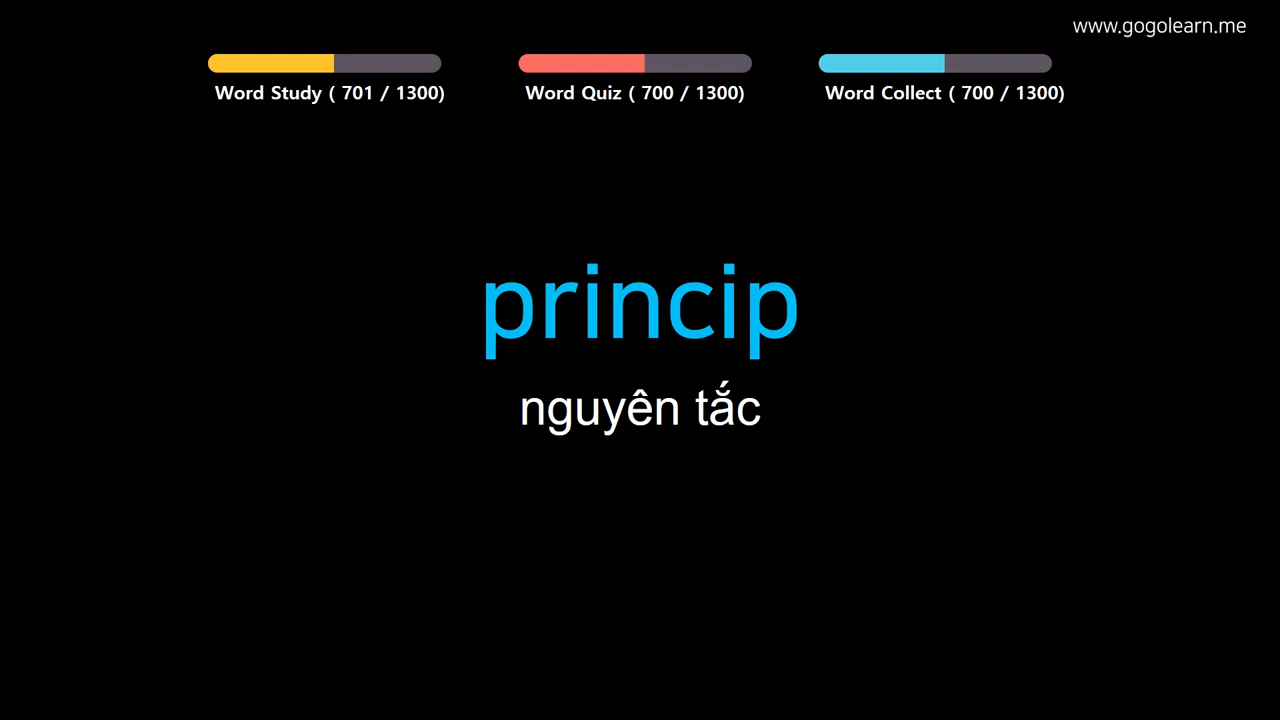 www.gogolearn.me
Word Study ( 701 / 1300)
Word Quiz ( 700 / 1300)
Word Collect ( 700 / 1300)
princip
nguyên tắc